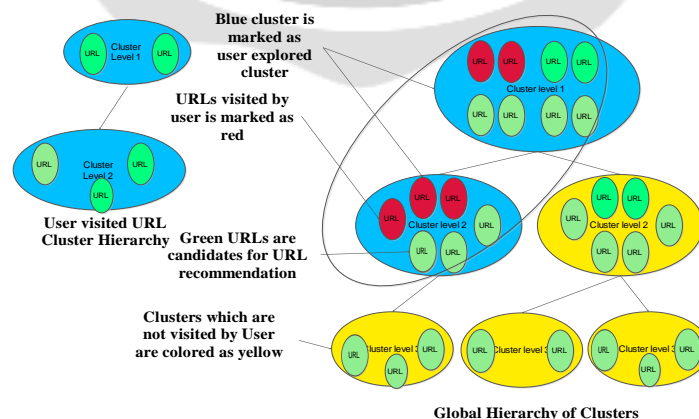 Blue cluster is
marked as
user explored
cluster
URLs visited by
user is marked as
red
Cluster
Level 1
URL
URL
Cluster
Level 2
URL
URL
URL
User visited URL
Cluster Hierarchy
Green URLs are
candidates for URL
recommendation
Clusters which are
not visited by User
are colored as yellow
URL
URL
URL
URL
Cluster level 1
URL
URL
URL
URL
URL
URL
URL
Cluster level 2
URL
URL
URL
URL
URL
URL
Cluster level 2
URL
URL
URL
URL
Cluster level
URL
URL
URL
Cluster level
URL
URL
Cluster level
URL
URL
URL
Global Hierarchy of Clusters